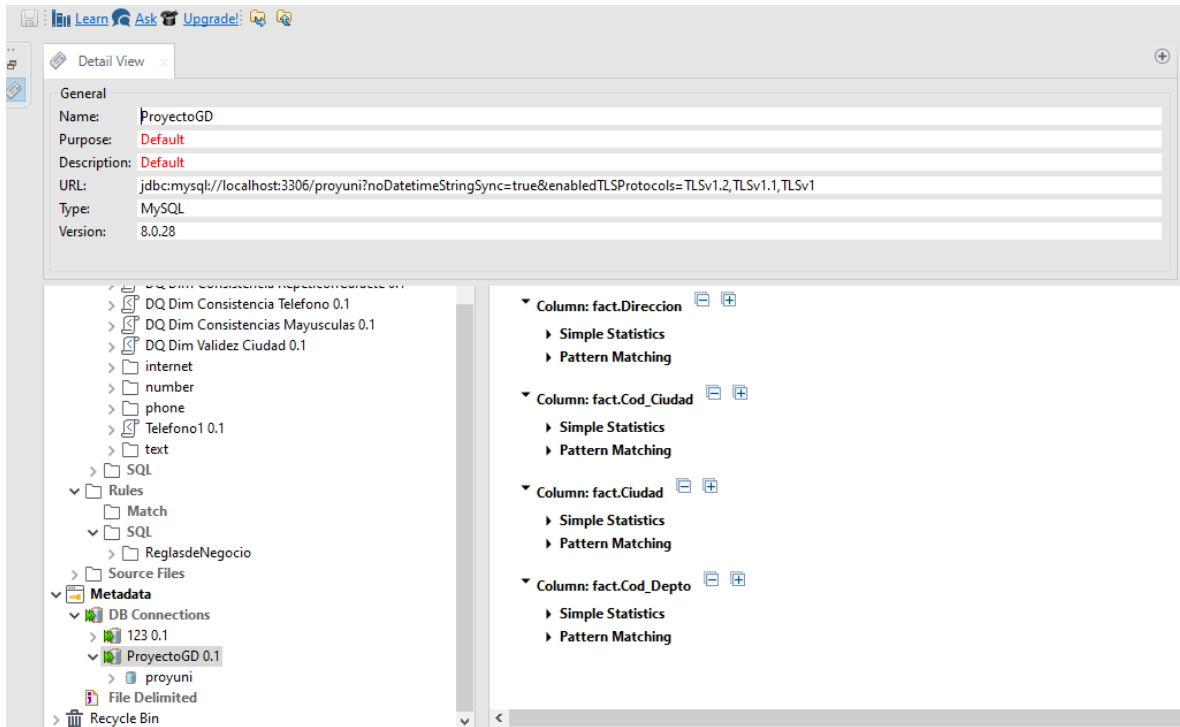 Learn Ask Upgrade!
Detail View
General
Name: ProyectoGD
Purpose: Default
Description: Default
URL: jdbc:mysql://localhost:3306/proyuni?noDatetimeStringSync=true&enabledTLSProtocols=TLSv1.2,TLSv1.1,TLSv1
Type: MySQL
Version: 8.0.28
DQ Dim Consistencia
DQ Dim Consistencia Telefono 0.1
DQ Dim Consistencias Mayusculas 0.1
DQ Dim Validez Ciudad 0.1
internet
number
phone
Telefono1 0.1
text
SQL
Rules
Match
SQL
ReglasdeNegocio
Source Files
Metadata
DB Connections
123 0.1
ProyectoGD 0.1
proyuni
File Delimited
Recycle Bin
Column: fact.Direccion
Simple Statistics
Pattern Matching
Column: fact.Cod_Ciudad
Simple Statistics
Pattern Matching
Column: fact.Ciudad
Simple Statistics
Pattern Matching
Column: fact.Cod_Depto
Simple Statistics
Pattern Matching